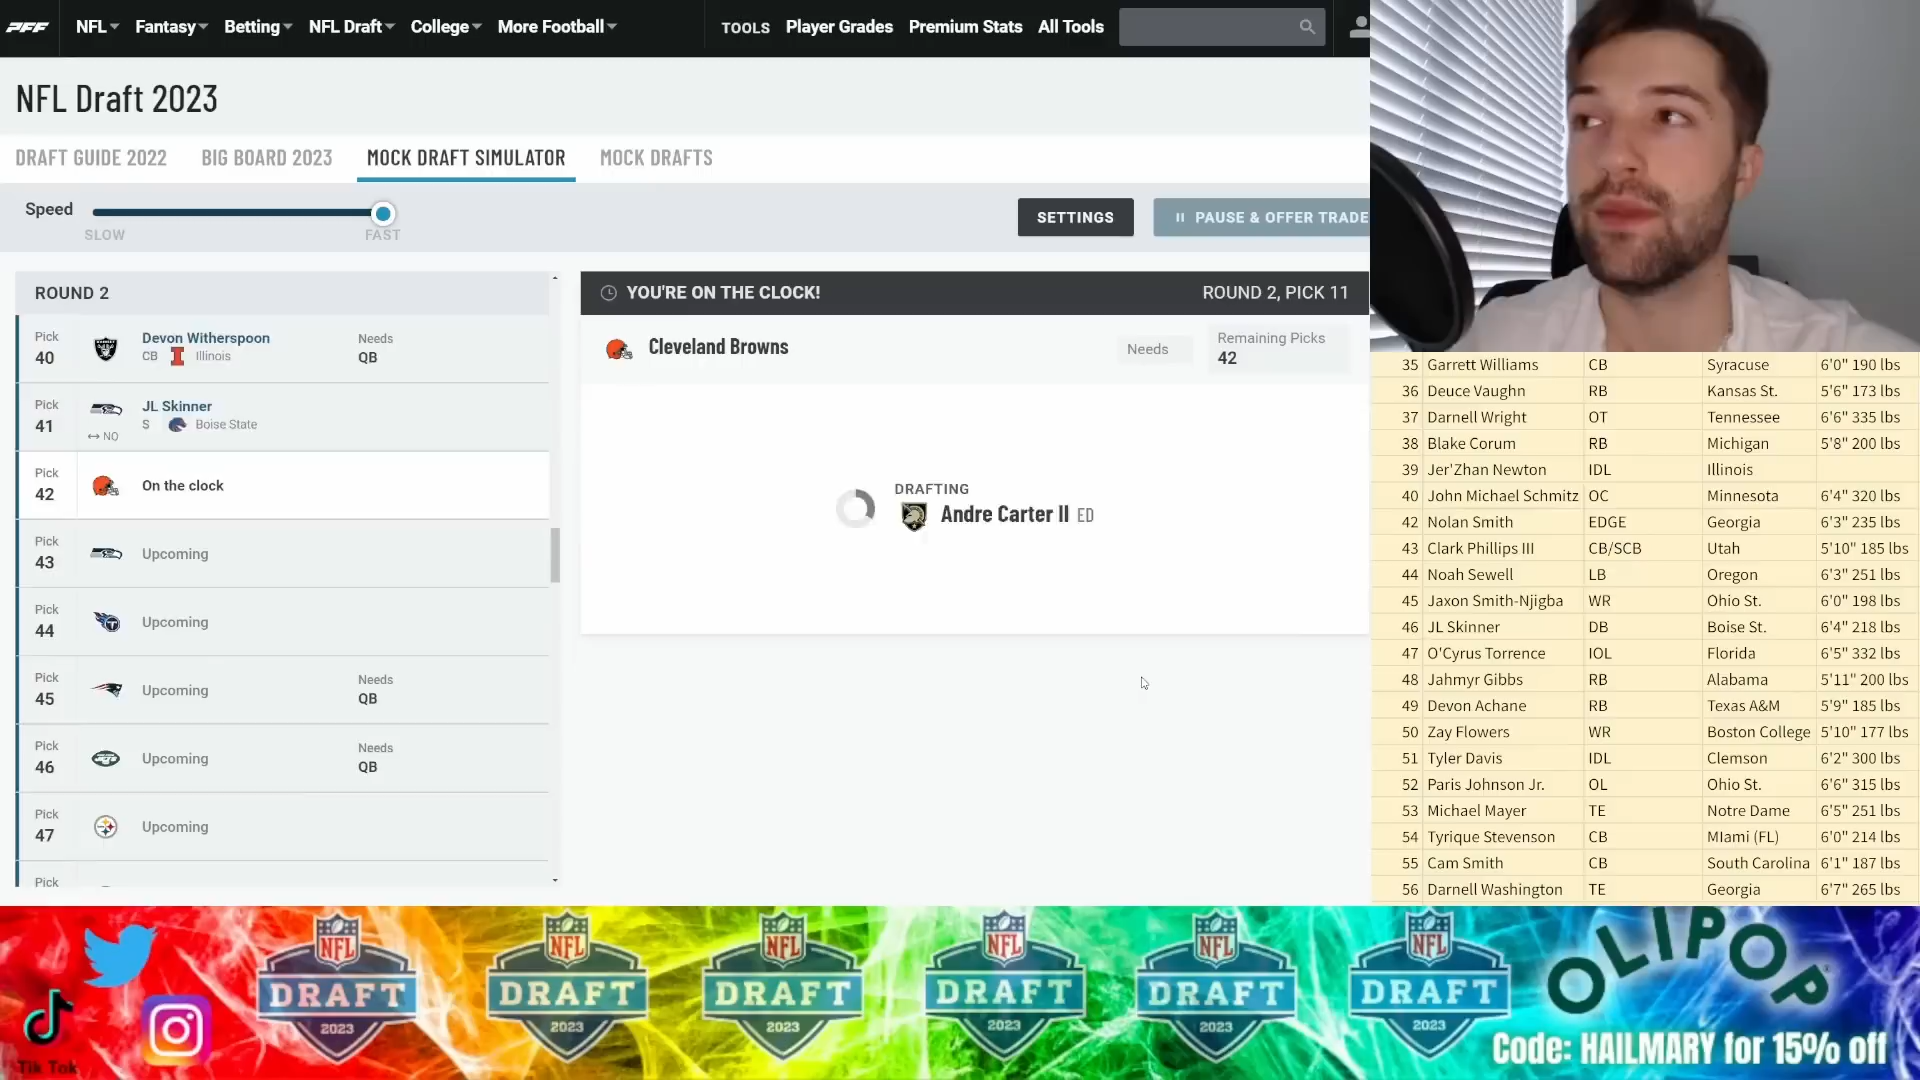 PFF NFL Fantasy Betting NFL Draft College More Football TOOLS Player Grades Premium Stats All Tools
NFL Draft 2023
DRAFT GUIDE 2022 BIG BOARD 2023 MOCK DRAFT SIMULATOR MOCK DRAFTS
Speed
SLOW FAST
SETTINGS
PAUSE & OFFER TRADE
ROUND 2
Pick
40
Devon Witherspoon
CB Illinois
Needs
QB
Pick
41
↔ NO
JL Skinner
S Boise State
Pick
42
On the clock
Pick
43
Upcoming
Pick
44
Upcoming
Pick
45
Upcoming
Needs
QB
Pick
46
Upcoming
Needs
QB
Pick
47
Upcoming
Pick
YOU'RE ON THE CLOCK! ROUND 2, PICK 11
Cleveland Browns
Needs
Remaining Picks
42
DRAFTING
Andre Carter II ED
35 Garrett Williams CB Syracuse 6'0" 190 lbs
36 Deuce Vaughn RB Kansas St. 5'6" 173 lbs
37 Darnell Wright OT Tennessee 6'6" 335 lbs
38 Blake Corum RB Michigan 5'8" 200 lbs
39 Jer'Zhan Newton IDL Illinois
40 John Michael Schmitz OC Minnesota 6'4" 320 lbs
42 Nolan Smith EDGE Georgia 6'3" 235 lbs
43 Clark Phillips III CB/SCB Utah 5'10" 185 lbs
44 Noah Sewell LB Oregon 6'3" 251 lbs
45 Jaxon Smith-Njigba WR Ohio St. 6'0" 198 lbs
46 JL Skinner DB Boise St. 6'4" 218 lbs
47 O'Cyrus Torrence IOL Florida 6'5" 332 lbs
48 Jahmyr Gibbs RB Alabama 5'11" 200 lbs
49 Devon Achane RB Texas A&M 5'9" 185 lbs
50 Zay Flowers WR Boston College 5'10" 177 lbs
51 Tyler Davis IDL Clemson 6'2" 300 lbs
52 Paris Johnson Jr. OL Ohio St. 6'6" 315 lbs
53 Michael Mayer TE Notre Dame 6'5" 251 lbs
54 Tyrique Stevenson CB MIami (FL) 6'0" 214 lbs
55 Cam Smith CB South Carolina 6'1" 187 lbs
56 Darnell Washington TE Georgia 6'7" 265 lbs
Tik Tok
NFL DRAFT 2023
NFL DRAFT 2023
NFL DRAFT 2023
NFL DRAFT 2023
NFL DRAFT 2023
NFL DRAFT 2023
OLIPOP
Code: HAILMARY for 15% off